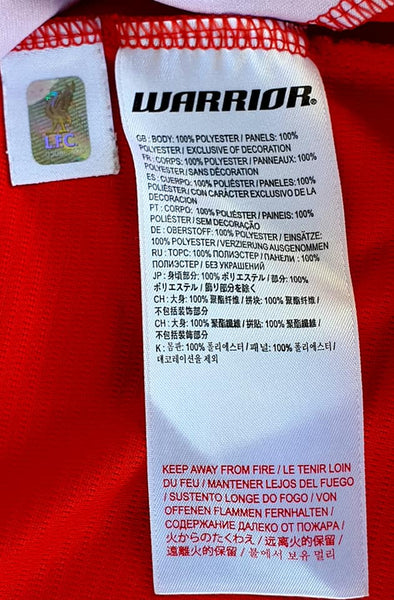 L.F.C.
WARRIOR®
GB : BODY: 100% POLYESTER / PANELS: 100%
POLYESTER / EXCLUSIVE OF DECORATION
FR : CORPS: 100% POLYESTER / PANNEAUX: 100%
POLYESTER / SANS DÉCORATION
ES : CUERPO: 100% POLIÉSTER / PANELES: 100%
POLIÉSTER / CON CARÁCTER EXCLUSIVO DE LA
DECORACION
PT : CORPO: 100% POLIÉSTER / PAINEIS: 100%
POLIÉSTER / SEM DECORAÇÃO
DE : OBERSTOFF: 100% POLYESTER / EINSÄTZE:
100% POLYESTER / VERZIERUNG AUSGENOMMEN
RU : TOPC: 100% ПОЛИЭСТЕР / ПАНЕЛИ : 100%
ПОЛИЭСТЕР / БЕЗ УКРАШЕНИЙ
JP : 身頃部分: 100% ポリエステル / 部分: 100%
ポリエステル / 飾り部分を除く
CH : 大身: 100% 聚酯纤维 / 拼块: 100% 聚酯纤维 /
不包括装饰部分
CH : 大身: 100% 聚酯纖維 / 拼貼: 100% 聚酯纖維 /
不包括裝飾部分
K : 몸판: 100% 폴리에스터 / 패널: 100% 폴리에스터 /
데코레이션을 제외
KEEP AWAY FROM FIRE / LE TENIR LOIN
DU FEU / MANTENER LEJOS DEL FUEGO
/ SUSTENTO LONGE DO FOGO / VON
OFFENEN FLAMMEN FERNHALTEN /
СОДЕРЖАНИЕ ДАЛЕКО ОТ ПОЖАРА /
火からのたくわえ / 远离火的保留 /
遠離火的保留 / 불에서 보유 멀리